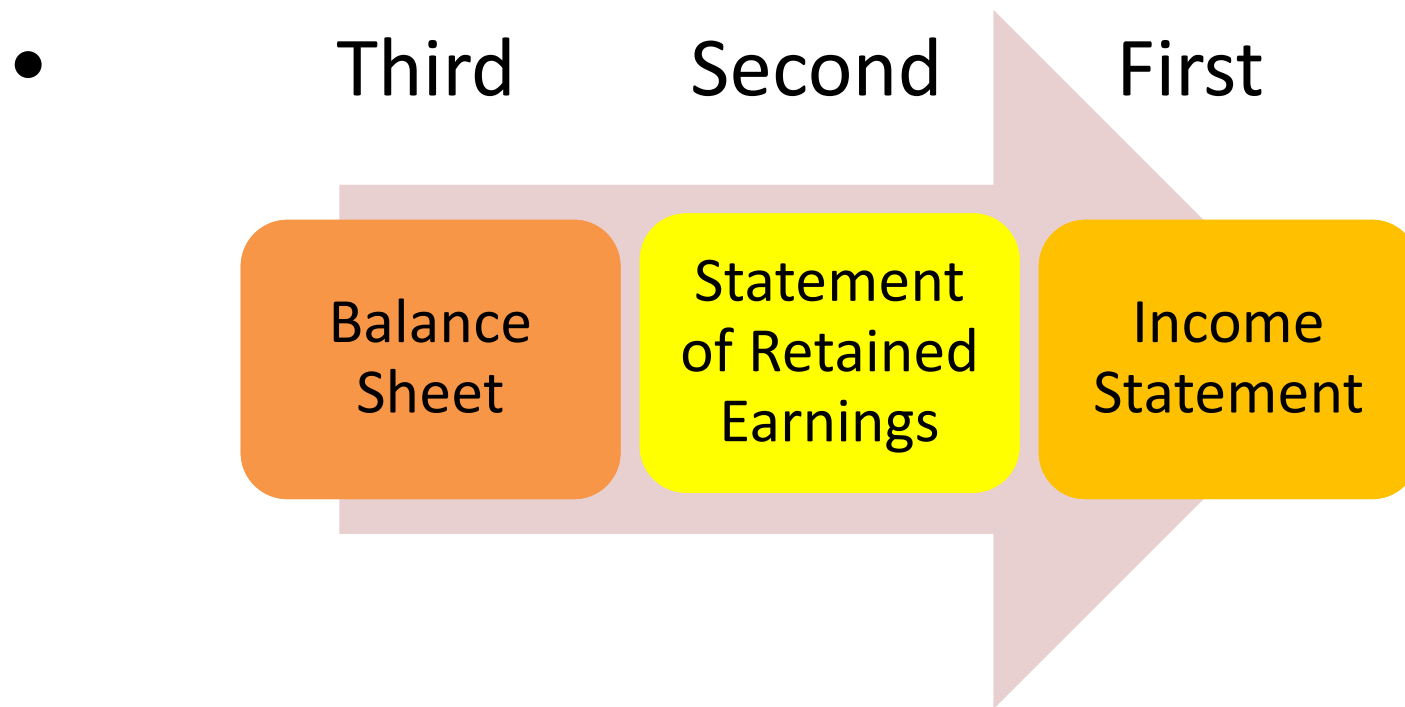 • Third Second First
Balance
Sheet
Statement
of Retained
Earnings
Income
Statement